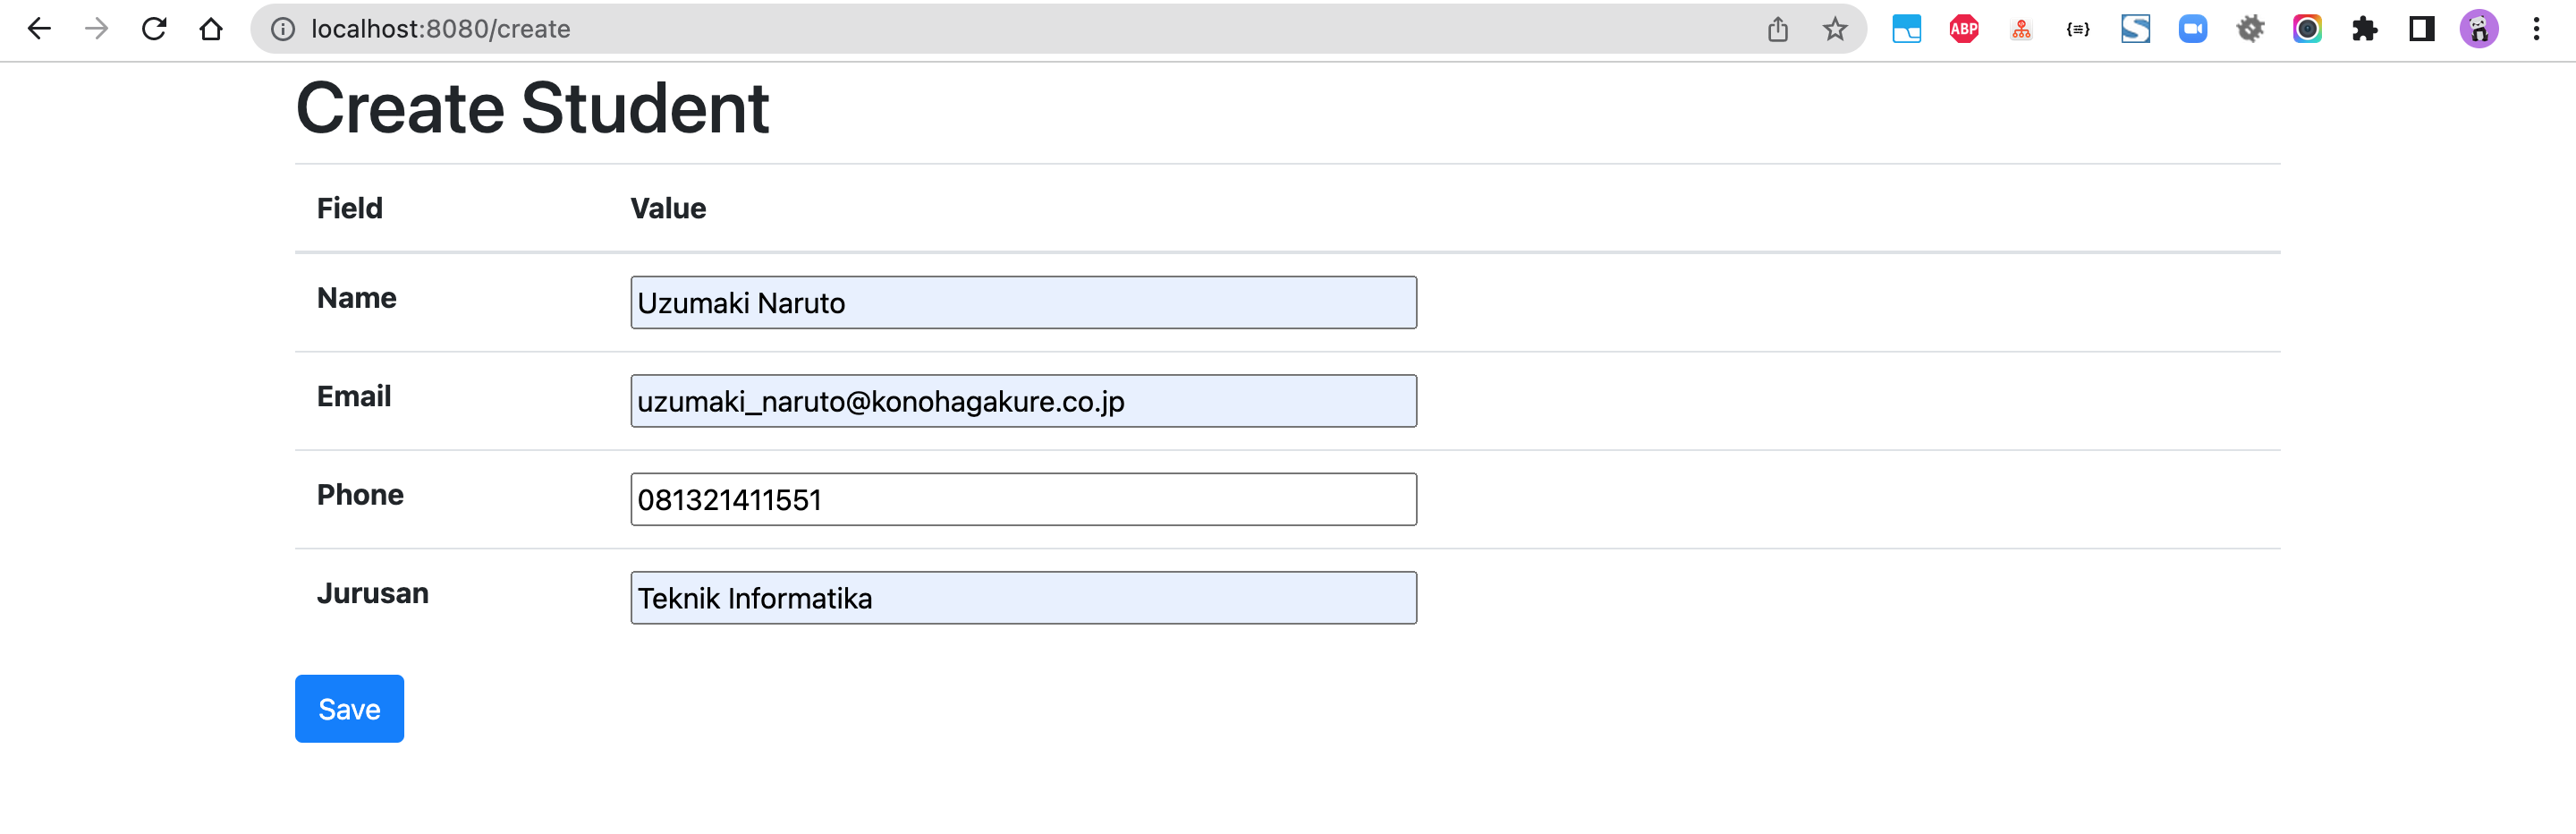 localhost:8080/create
ABP
Create Student
Field Value
Name Uzumaki Naruto
Email uzumaki_naruto@konohagakure.co.jp
Phone 081321411551
Jurusan Teknik Informatika
Save